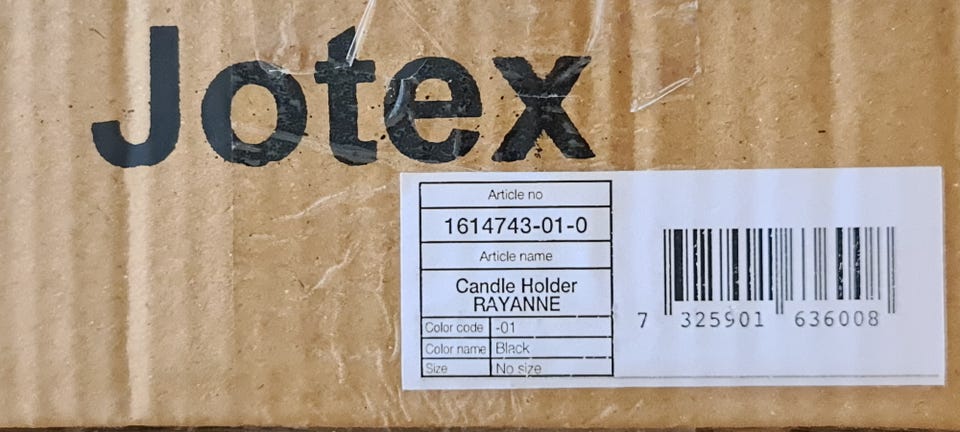 Jotex
Article no
1614743-01-0
Article name
Candle Holder
RAYANNE
Color code -01
Color name Black
Size No size
7 325901 636008